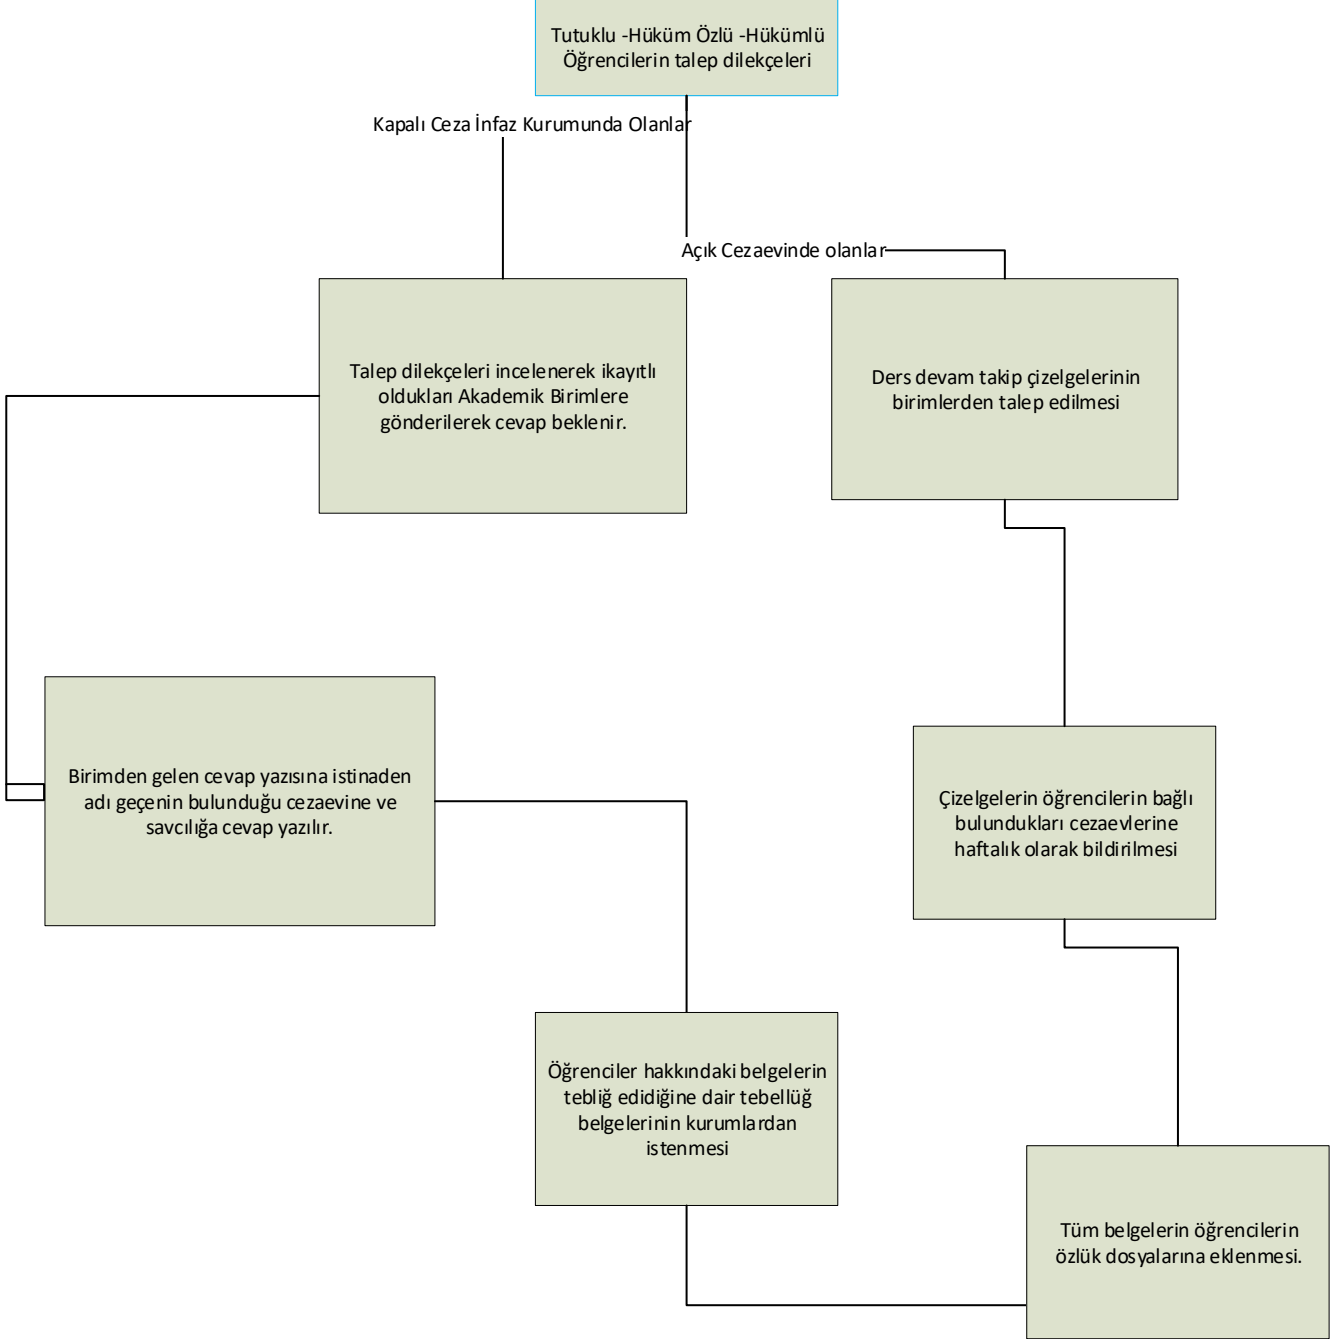 Tutuklu -Hüküm Özlü -Hükümlü
Öğrencilerin talep dilekçeleri
Kapalı Ceza İnfaz Kurumunda Olanlar
Açık Cezaevinde olanlar
Talep dilekçeleri incelenerek ikayıtlı
oldukları Akademik Birimlere
gönderilerek cevap beklenir.
Ders devam takip çizelgelerinin
birimlerden talep edilmesi
Birimden gelen cevap yazısına istinaden
adı geçenin bulunduğu cezaevine ve
savcılığa cevap yazılır.
Çizelgelerin öğrencilerin bağlı
bulundukları cezaevlerine
haftalık olarak bildirilmesi
Öğrenciler hakkındaki belgelerin
tebliğ edidiğine dair tebellüğ
belgelerinin kurumlardan
istenmesi
Tüm belgelerin öğrencilerin
özlük dosyalarına eklenmesi.